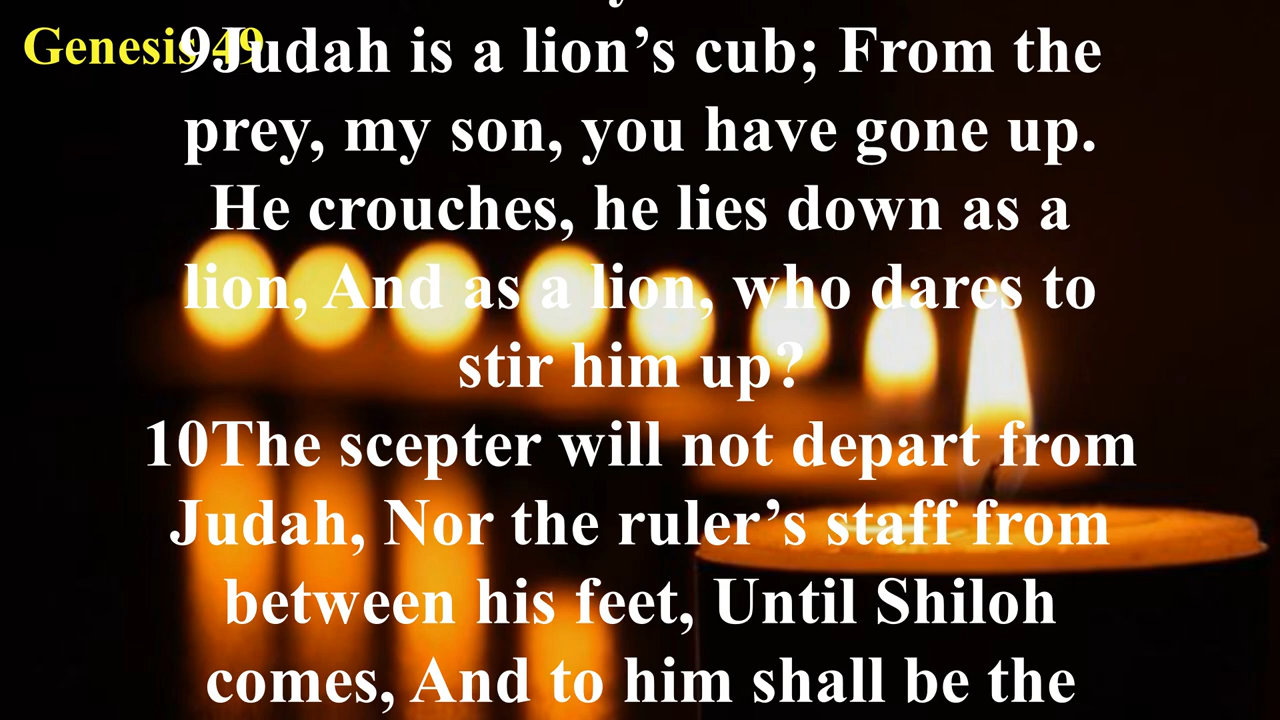 Genesis 49
9Judah is a lion’s cub; From the
prey, my son, you have gone up.
He crouches, he lies down as a
lion, And as a lion, who dares to
stir him up?
10The scepter will not depart from
Judah, Nor the ruler’s staff from
between his feet, Until Shiloh
comes, And to him shall be the